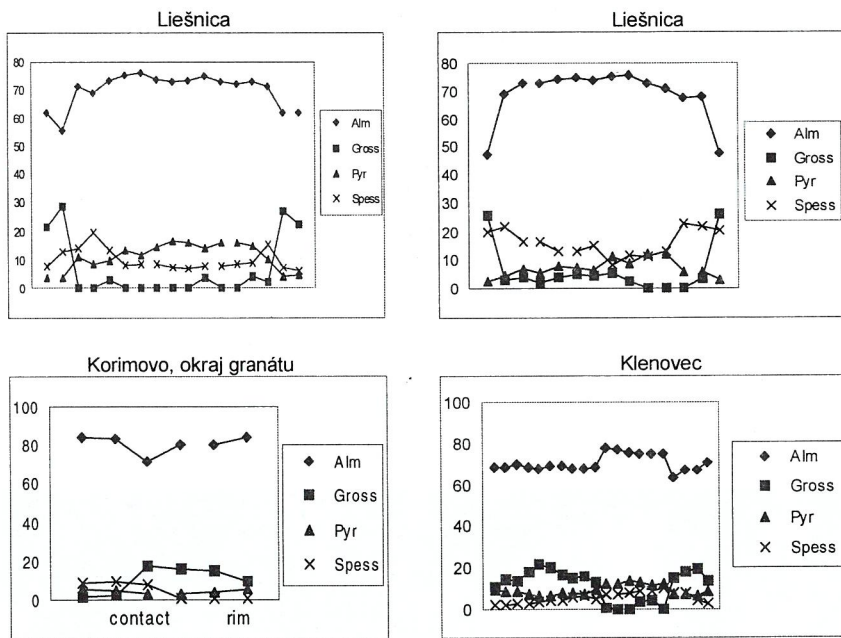 Liešnica
80
70
60
50
40
30
20
10
0
Alm
Gross
Pyr
Spess
Liešnica
80
70
60
50
40
30
20
10
0
Alm
Gross
Pyr
Spess
Korimovo, okraj granátu
100
80
60
40
20
0
contact rim
Alm
Gross
Pyr
Spess
Klenovec
100
80
60
40
20
0
Alm
Gross
Pyr
Spess